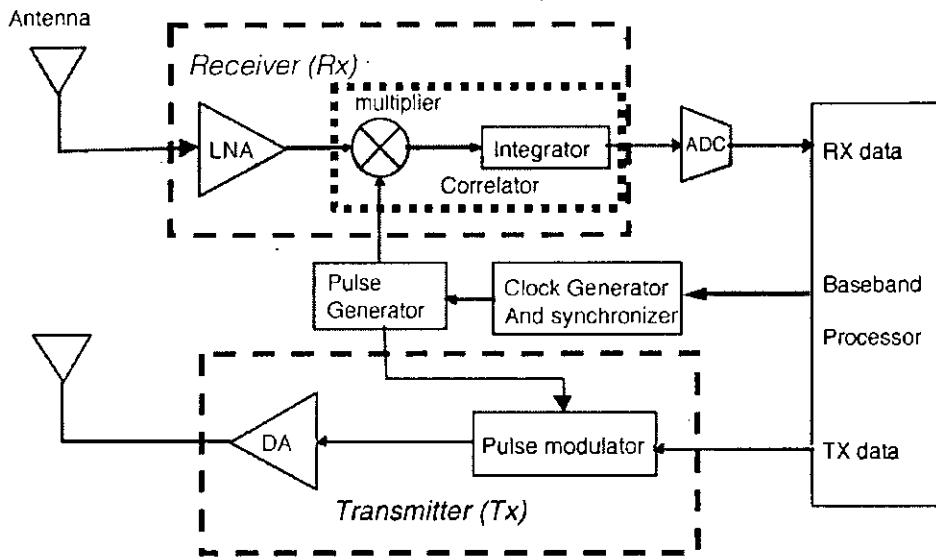 Antenna
Receiver (Rx)
multiplier
LNA
Integrator
ADC
RX data
Correlator
Pulse
Generator
Clock Generator
And synchronizer
Baseband
Processor
DA
Pulse modulator
TX data
Transmitter (Tx)